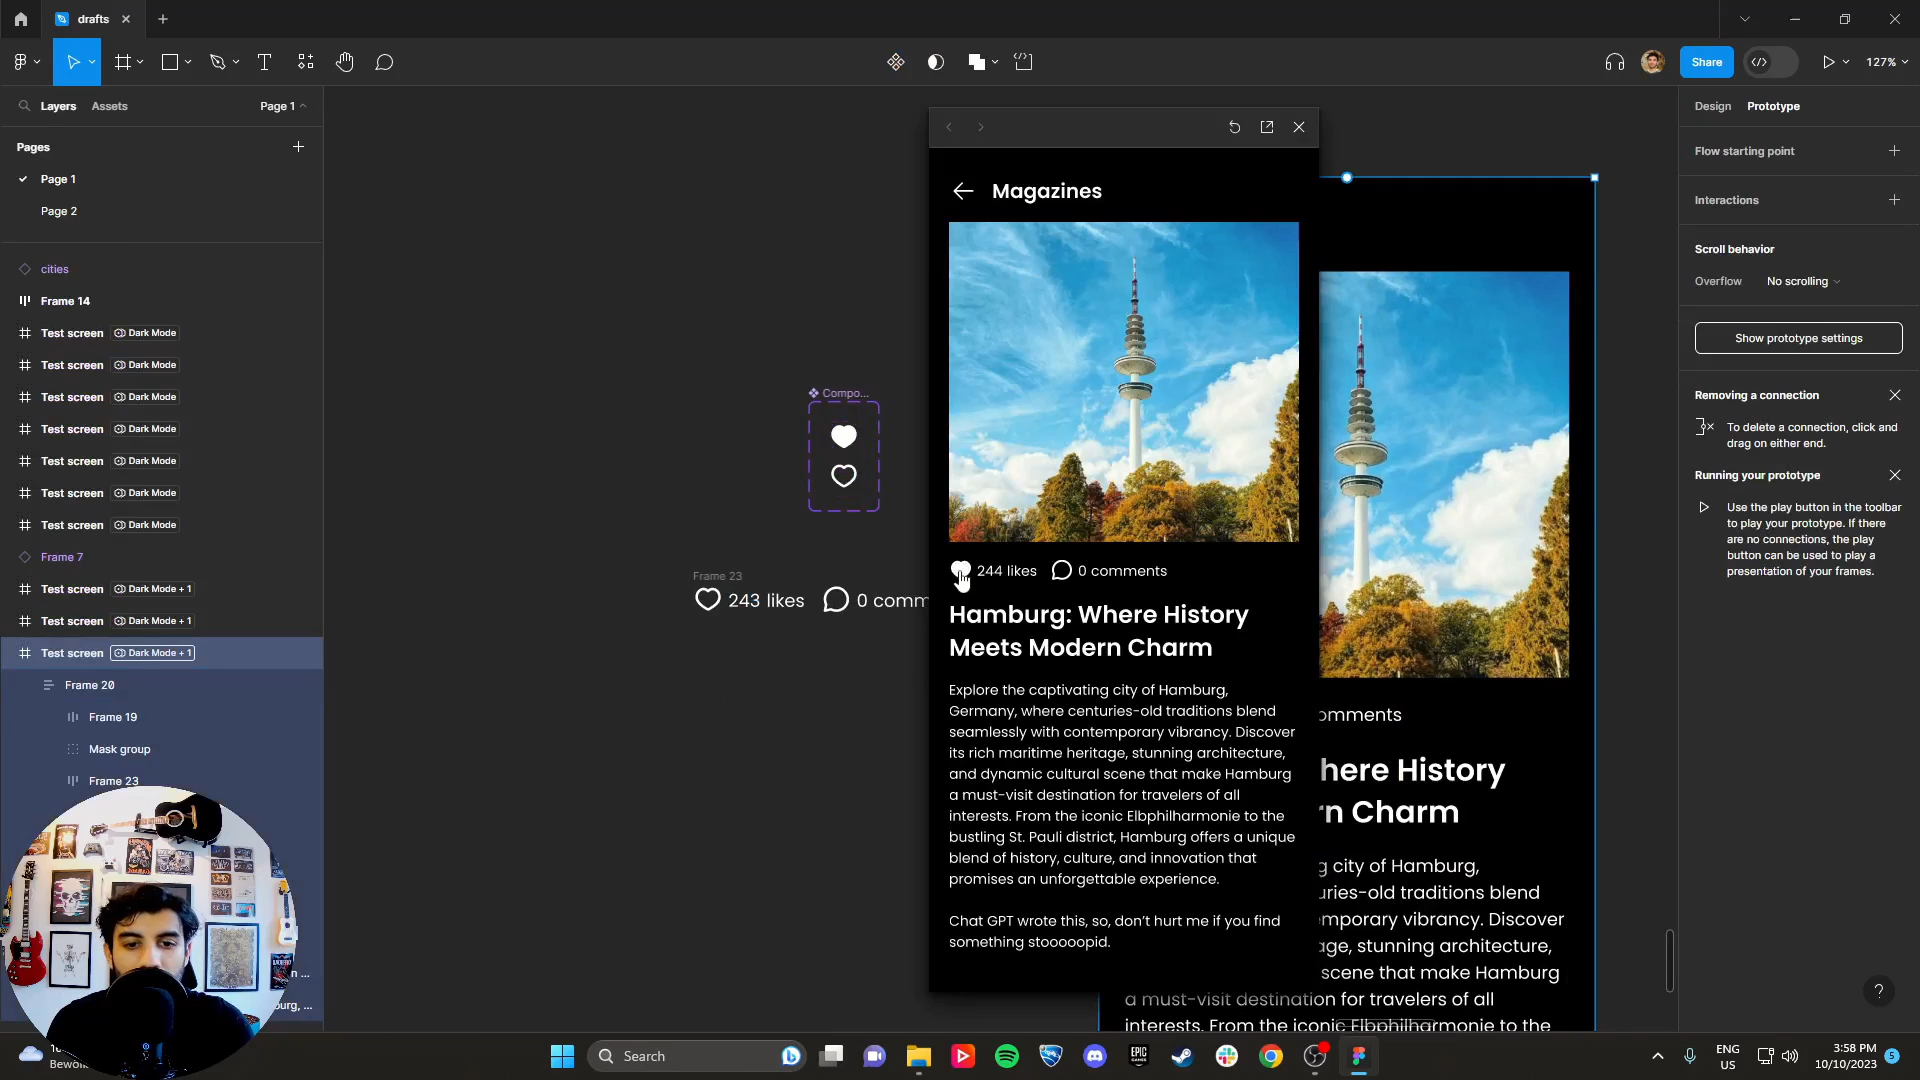 drafts
Share
127%
Layers
Assets
Page 1
Design
Prototype
Pages
Page 1
Page 2
cities
Frame 14
Test screen Dark Mode
Test screen Dark Mode
Test screen Dark Mode
Test screen Dark Mode
Test screen Dark Mode
Test screen Dark Mode
Test screen Dark Mode
Frame 7
Test screen Dark Mode + 1
Test screen Dark Mode + 1
Test screen Dark Mode + 1
Frame 20
Frame 19
Mask group
Frame 23
n ...
urg, ...
Compo...
Frame 23
243 likes
0 comm
Magazines
244 likes
0 comments
Hamburg: Where History
Meets Modern Charm
Explore the captivating city of Hamburg,
Germany, where centuries-old traditions blend
seamlessly with contemporary vibrancy. Discover
its rich maritime heritage, stunning architecture,
and dynamic cultural scene that make Hamburg
a must-visit destination for travelers of all
interests. From the iconic Elbphilharmonie to the
bustling St. Pauli district, Hamburg offers a unique
blend of history, culture, and innovation that
promises an unforgettable experience.
Chat GPT wrote this, so, don't hurt me if you find
something stooooopid.
omments
here History
n Charm
g city of Hamburg,
uries-old traditions blend
emporary vibrancy. Discover
age, stunning architecture,
scene that make Hamburg
a must-visit destination for travelers of all
interests. From the iconic Elbphilharmonie to the
Flow starting point
Interactions
Scroll behavior
Overflow
No scrolling
Show prototype settings
Removing a connection
To delete a connection, click and
drag on either end.
Running your prototype
Use the play button in the toolbar
to play your prototype. If there
are no connections, the play
button can be used to play a
presentation of your frames.
?
Search
EPIC
GAMES
ENG
US
3:58 PM
10/10/2023
5